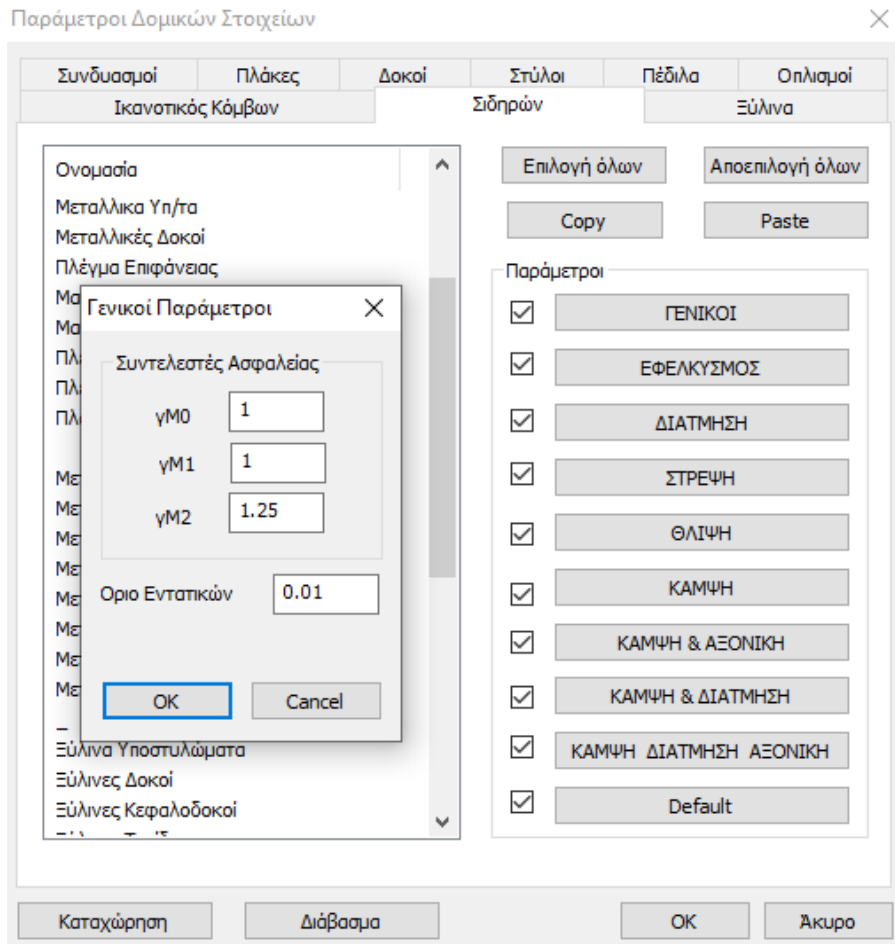 Παράμετροι Δομικών Στοιχείων
Συνδυασμοί Πλάκες Δοκοί Στύλοι Πέδιλα Οπλισμοί
Ικανοτικός Κόμβων Σιδηρών Ξύλινα
Ονομασία
Μεταλλικα Υπ/τα
Μεταλλικές Δοκοί
Πλέγμα Επιφάνειας
Γενικοί Παράμετροι
Συντελεστές Ασφαλείας
γM0 1
γM1 1
γM2 1.25
Οριο Εντατικών 0.01
OK Cancel
Ξύλινα Υποστυλώματα
Ξύλινες Δοκοί
Ξύλινες Κεφαλοδοκοί
Επιλογή όλων Αποεπιλογή όλων
Copy Paste
Παράμετροι
ΓΕΝΙΚΟΙ
ΕΦΕΛΚΥΣΜΟΣ
ΔΙΑΤΜΗΣΗ
ΣΤΡΕΨΗ
ΘΛΙΨΗ
ΚΑΜΨΗ
ΚΑΜΨΗ & ΑΞΟΝΙΚΗ
ΚΑΜΨΗ & ΔΙΑΤΜΗΣΗ
ΚΑΜΨΗ ΔΙΑΤΜΗΣΗ ΑΞΟΝΙΚΗ
Default
Καταχώρηση Διάβασμα OK Άκυρο